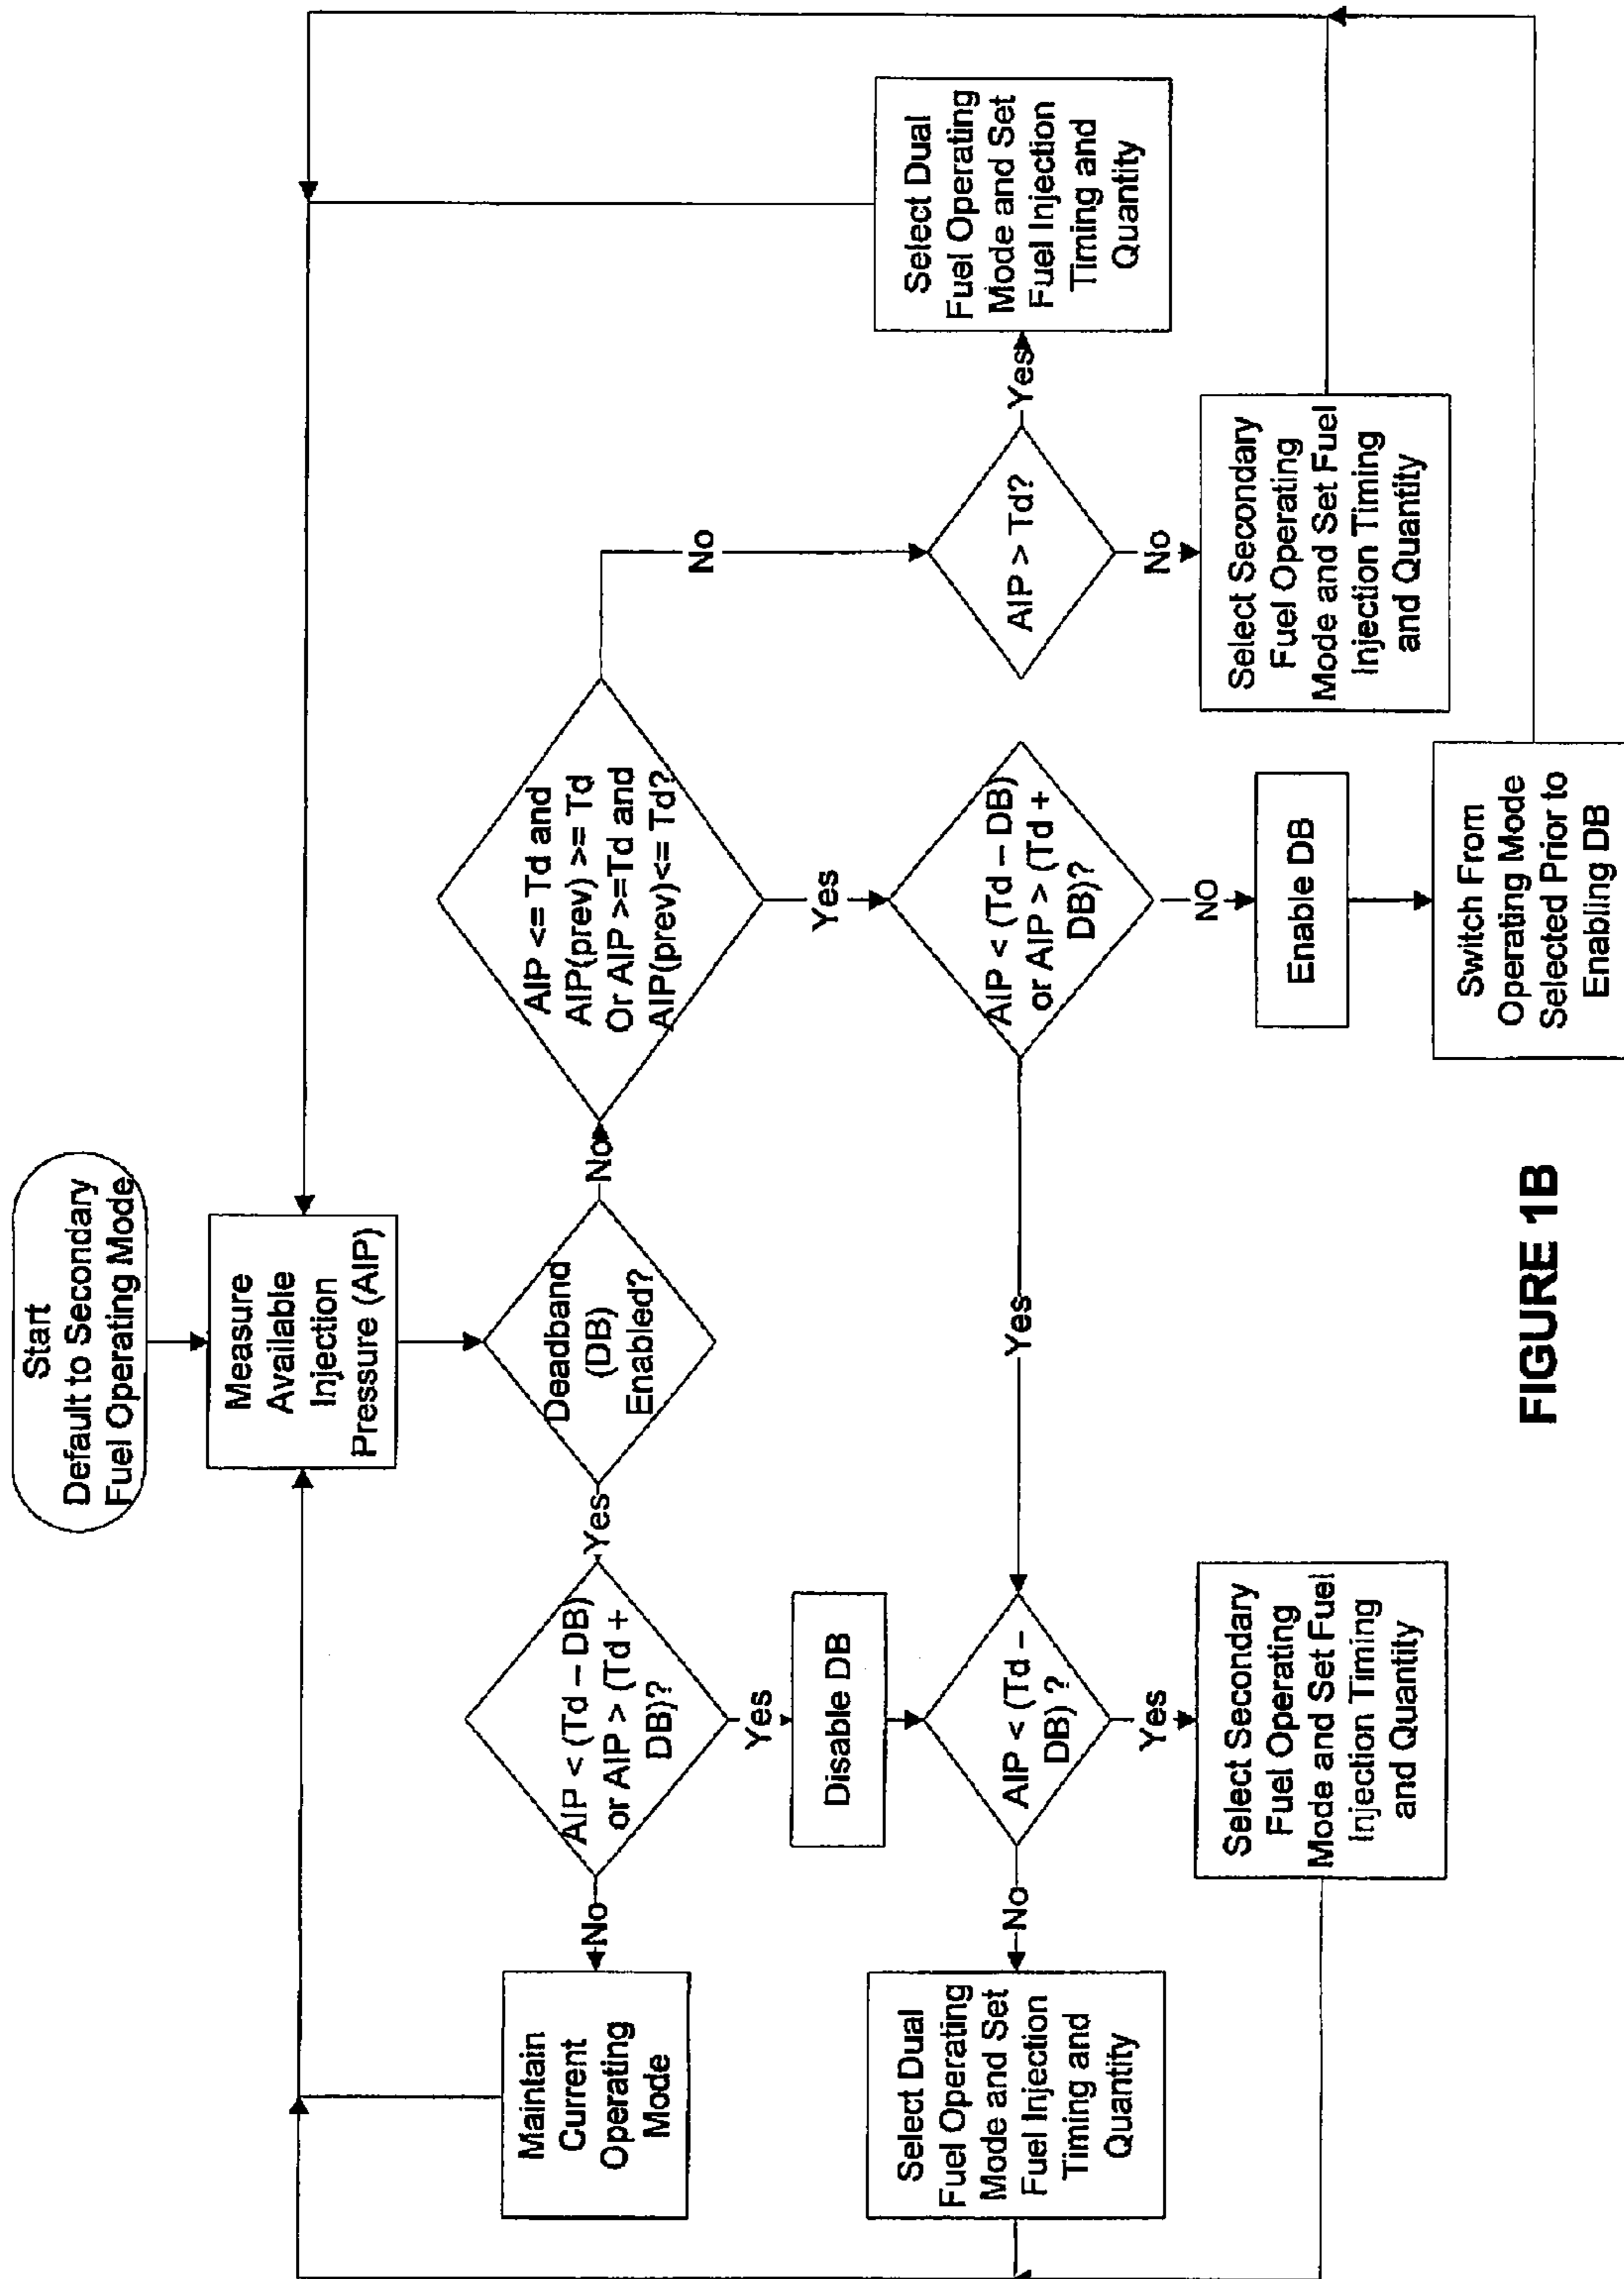 Start
Default to Secondary
Fuel Operating Mode
Measure
Available
Injection
Pressure (AIP)
Deadband
(DB)
Enabled?
Yes
No
AIP < (Td – DB)
or AIP > (Td +
DB)?
No
Yes
Maintain
Current
Operating
Mode
Disable DB
AIP < (Td –
DB) ?
No
Yes
Select Dual
Fuel Operating
Mode and Set
Fuel Injection
Timing and
Quantity
Select Secondary
Fuel Operating
Mode and Set Fuel
Injection Timing
and Quantity
AIP <= Td and
AIP(prev) >= Td
Or AIP >=Td and
AIP(prev)<= Td?
Yes
No
AIP < (Td – DB)
or AIP > (Td +
DB)?
Yes
NO
Enable DB
Switch From
Operating Mode
Selected Prior to
Enabling DB
AIP > Td?
Yes
No
Select Dual
Fuel Operating
Mode and Set
Fuel Injection
Timing and
Quantity
Select Secondary
Fuel Operating
Mode and Set Fuel
Injection Timing
and Quantity
FIGURE 1B